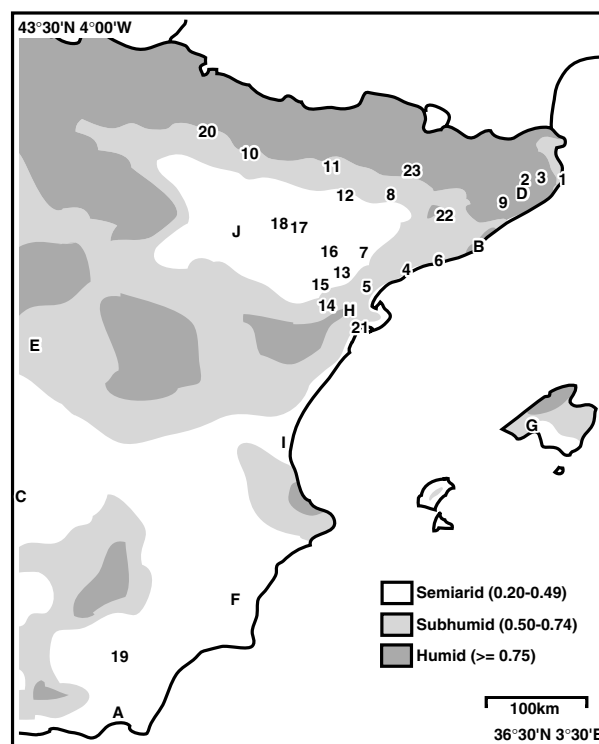 43°30'N 4°00'W
20
10
11
23
2
3
1
D
12
8
9
22
18
17
J
B
16
7
6
13
4
15
5
14
H
21
E
G
I
C
Semiarid (0.20-0.49)
F
Subhumid (0.50-0.74)
19
Humid (>= 0.75)
A
100km
36°30'N 3°30'E